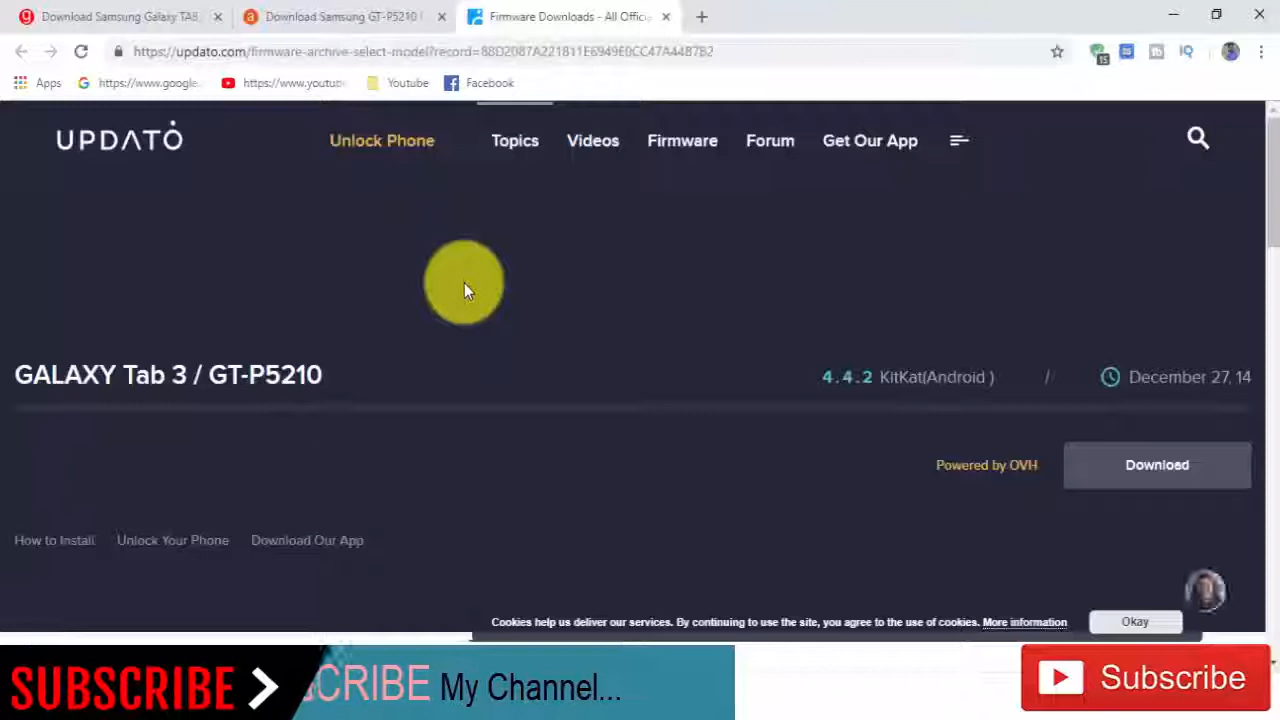 Download Samsung Galaxy TAB
Download Samsung GT-P5210
Firmware Downloads - All Offic
https://updato.com/firmware-archive-select-model?record=88D2087A221811E6949E0CC47A44B7B2
15
Apps
https://www.google
https://www.youtub
Youtube
Facebook
UPDATO
Unlock Phone
Topics
Videos
Firmware
Forum
Get Our App
GALAXY Tab 3 / GT-P5210
4.4.2 KitKat(Android )
/
December 27, 14
Powered by OVH
Download
How to Install
Unlock Your Phone
Download Our App
Cookies help us deliver our services. By continuing to use the site, you agree to the use of cookies. More information
Okay
SUBSCRIBE
SCRIBE My Channel...
Subscribe